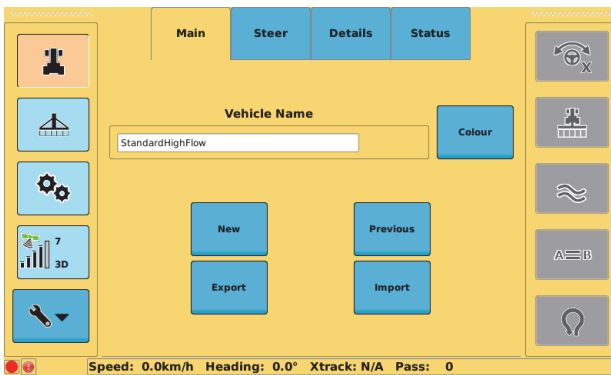 Main Steer Details Status
X
Vehicle Name
Colour
StandardHighFlow
7
3D
New Previous
A B
Export Import
Speed: 0.0km/h Heading: 0.0° Xtrack: N/A Pass: 0